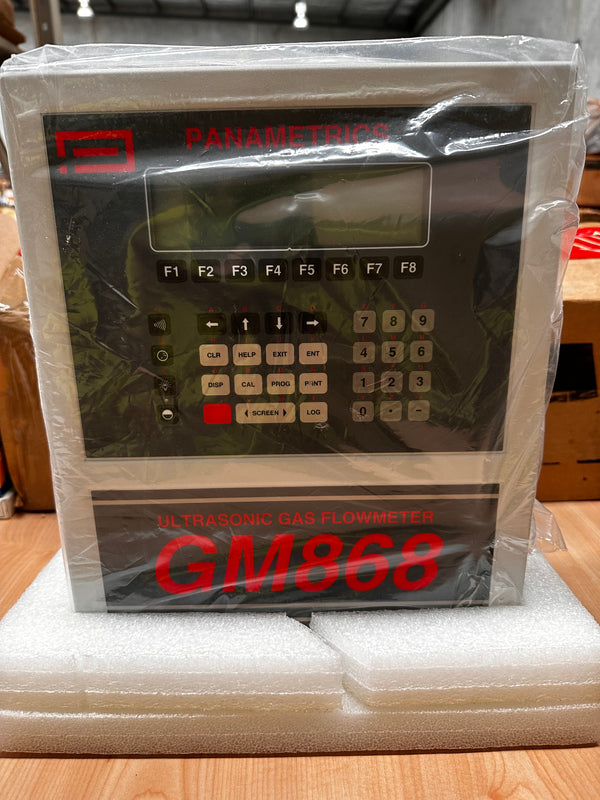 PANAMETRICS
F1 F2 F3 F4 F5 F6 F7 F8
7 8 9
CLR HELP EXIT ENT 4 5 6
DISP CAL PROG PRNT 1 2 3
SCREEN LOG 0 . -
ULTRASONIC GAS FLOWMETER
GM868